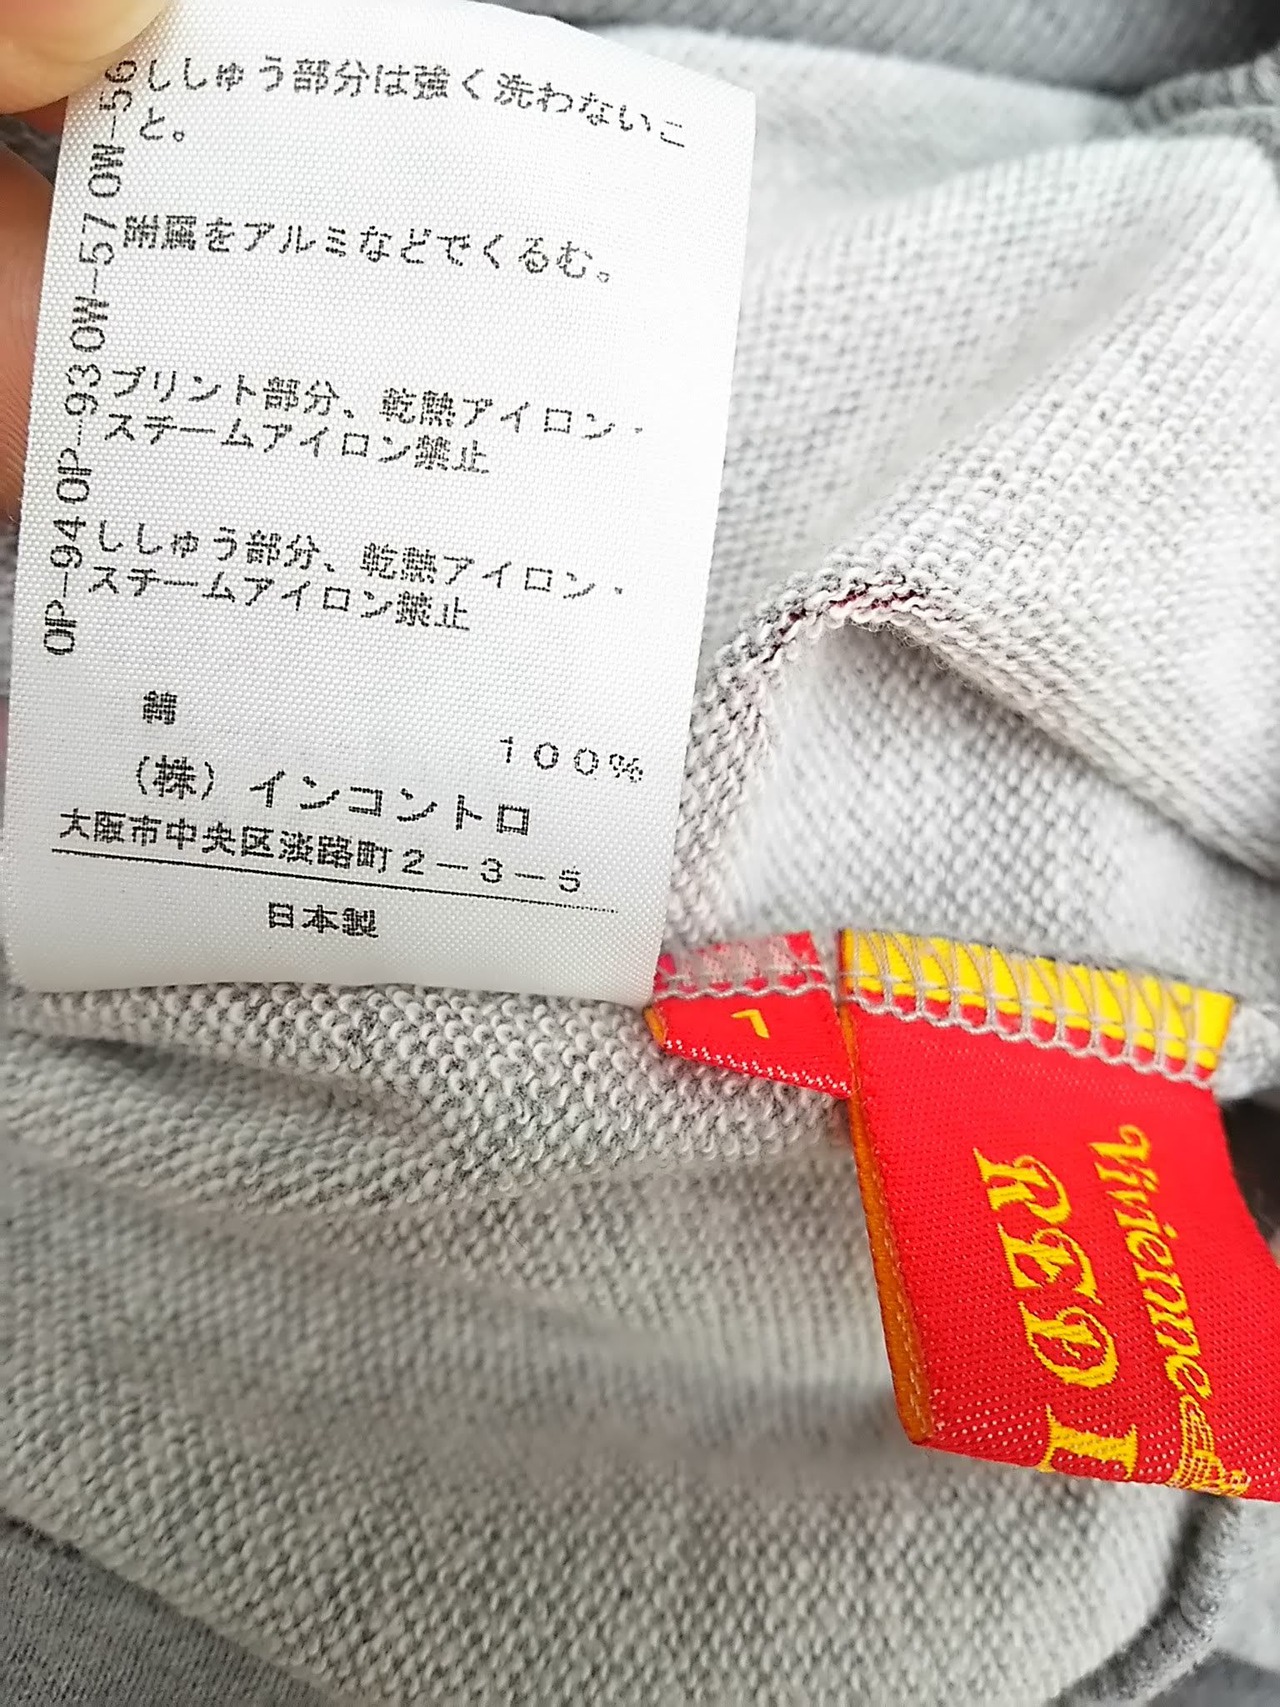 ししゅう部分は強く洗わないこ
と。
附属をアルミなどでくるむ。
プリント部分、乾熱アイロン・
スチームアイロン禁止
ししゅう部分、乾熱アイロン・
スチームアイロン禁止
綿
100%
(株)インコントロ
大阪市中央区淡路町2-3-5
日本製
OP-94 OP-93 OW-57 OW-56
Vivienne
RED L